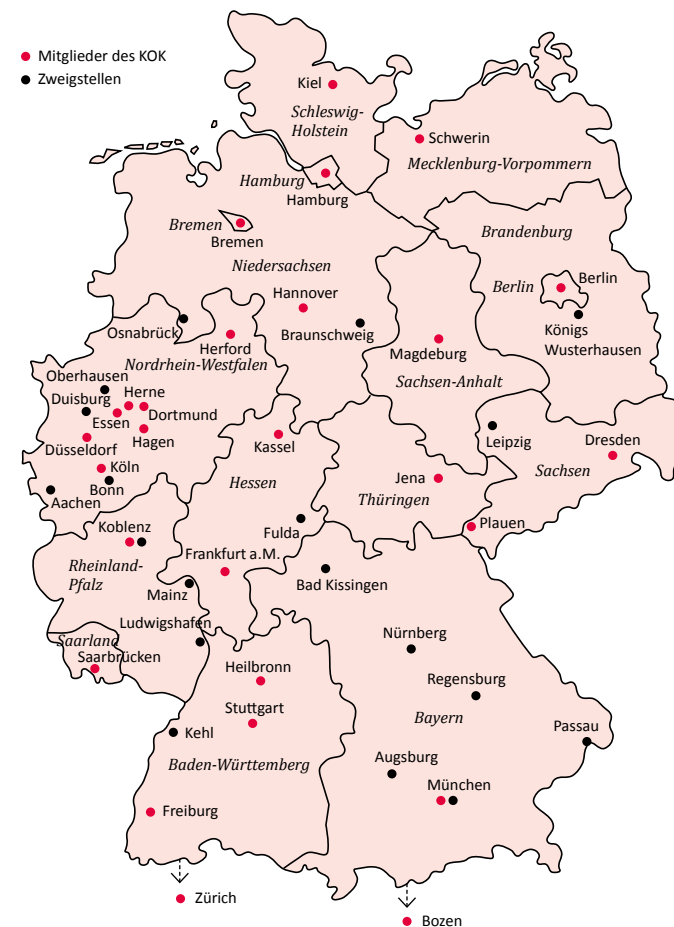 Mitglieder des KOK
Zweigstellen
Kiel
Schleswig-
Holstein
Schwerin
Mecklenburg-Vorpommern
Hamburg
Hamburg
Bremen
Bremen
Brandenburg
Niedersachsen
Berlin
Berlin
Hannover
Osnabrück
Braunschweig
Königs
Wusterhausen
Herford
Magdeburg
Nordrhein-Westfalen
Sachsen-Anhalt
Oberhausen
Herne
Duisburg
Dortmund
Essen
Hagen
Düsseldorf
Kassel
Leipzig
Dresden
Köln
Sachsen
Bonn
Hessen
Jena
Thüringen
Aachen
Koblenz
Fulda
Plauen
Frankfurt a.M.
Rheinland-
Pfalz
Mainz
Bad Kissingen
Ludwigshafen
Saarland
Saarbrücken
Nürnberg
Heilbronn
Regensburg
Stuttgart
Bayern
Kehl
Passau
Baden-Württemberg
Augsburg
München
Freiburg
Zürich
Bozen